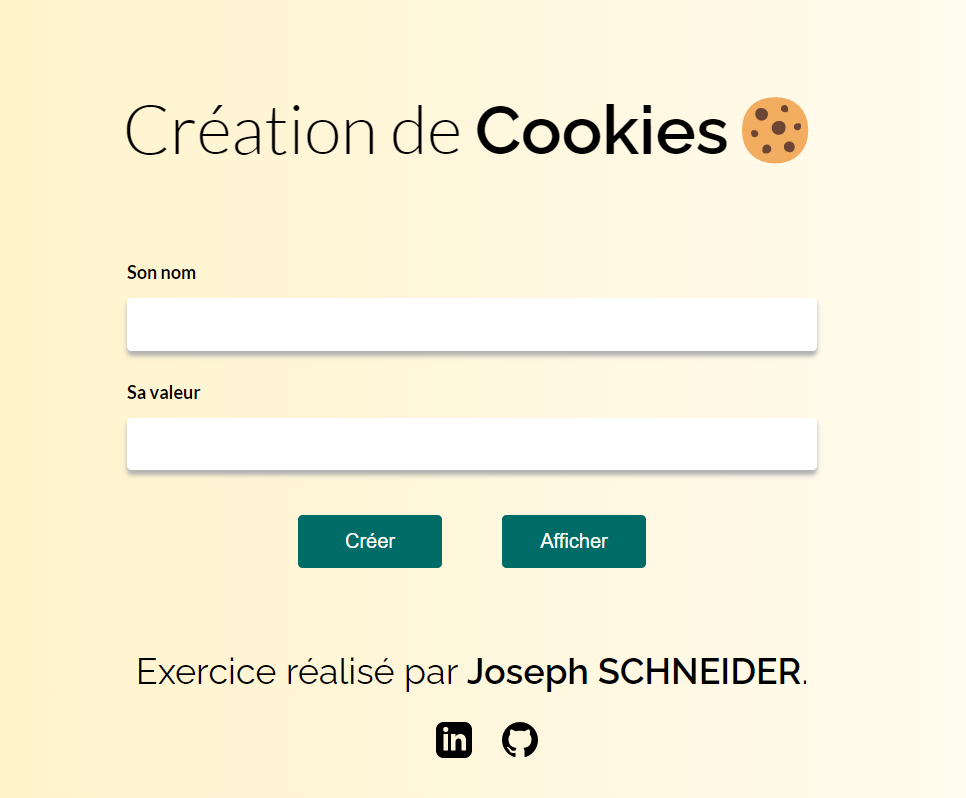 Création de Cookies
Son nom
Sa valeur
Créer
Afficher
Exercice réalisé par Joseph SCHNEIDER.
in